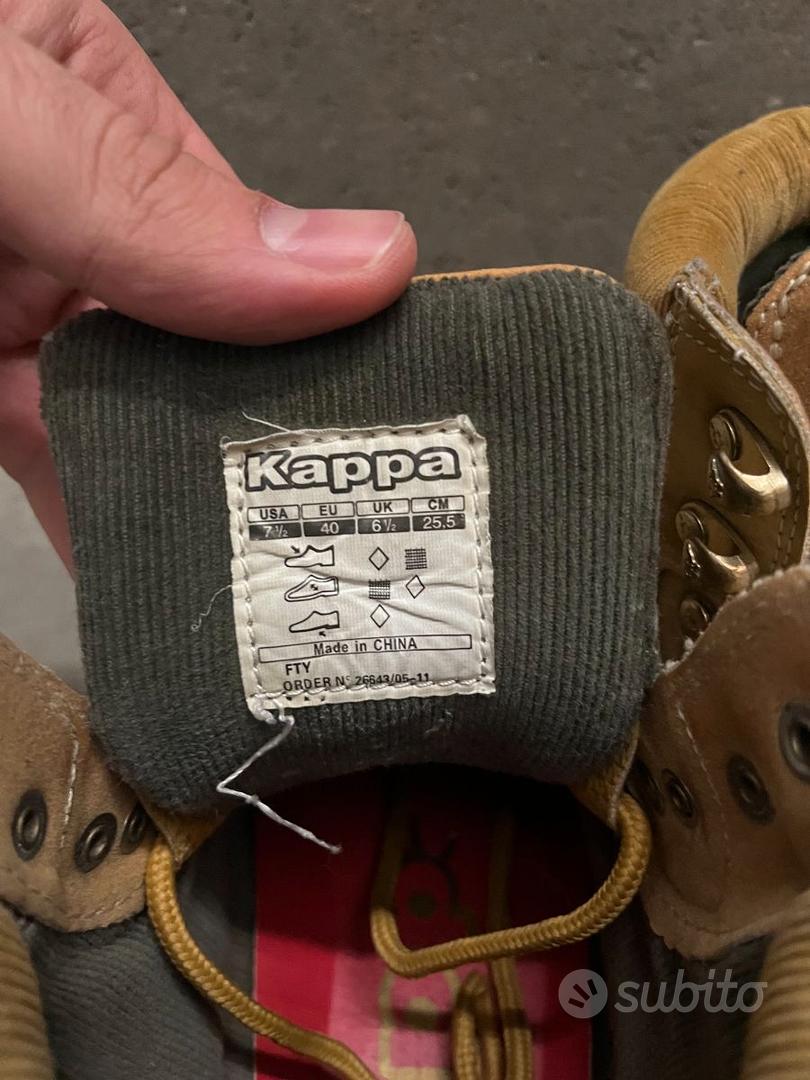 Kappa
USA EU UK CM
7½ 40 6½ 25.5
Made in CHINA
FTY
ORDER N° 26643/05-11
subito